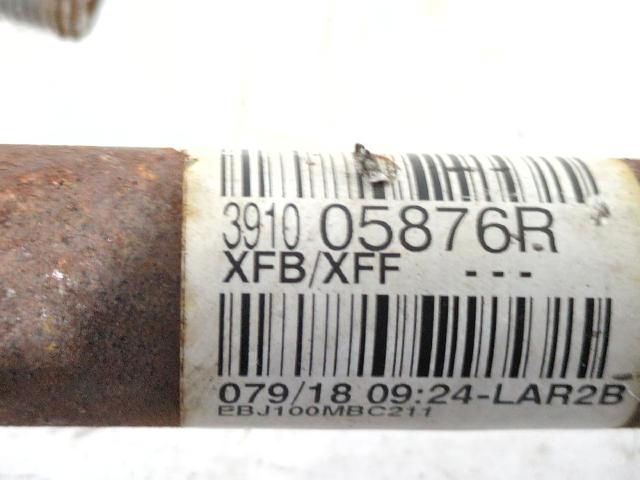 3910 05876R
XFB/XFF ---
079/18 09:24-LAR2B
EBJ100MBC211